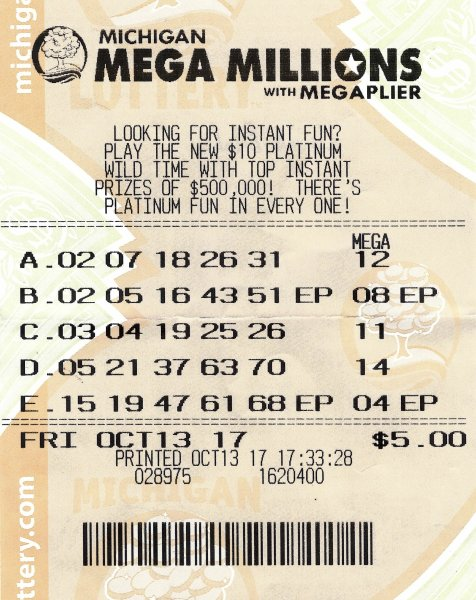 michiga
MICHIGAN
MEGA MILLIONS
WITH MEGAPLIER
LOTTERY
LOOKING FOR INSTANT FUN?
PLAY THE NEW $10 PLATINUM
WILD TIME WITH TOP INSTANT
PRIZES OF $500,000! THERE'S
PLATINUM FUN IN EVERY ONE!
MEGA
A.02 07 18 26 31 12
B.02 05 16 43 51 EP 08 EP
C.03 04 19 25 26 11
D.05 21 37 63 70 14
E.15 19 47 61 68 EP 04 EP
FRI OCT13 17 $5.00
PRINTED OCT13 17 17:33:28
028975 1620400
MICHIGAN
ttery.com